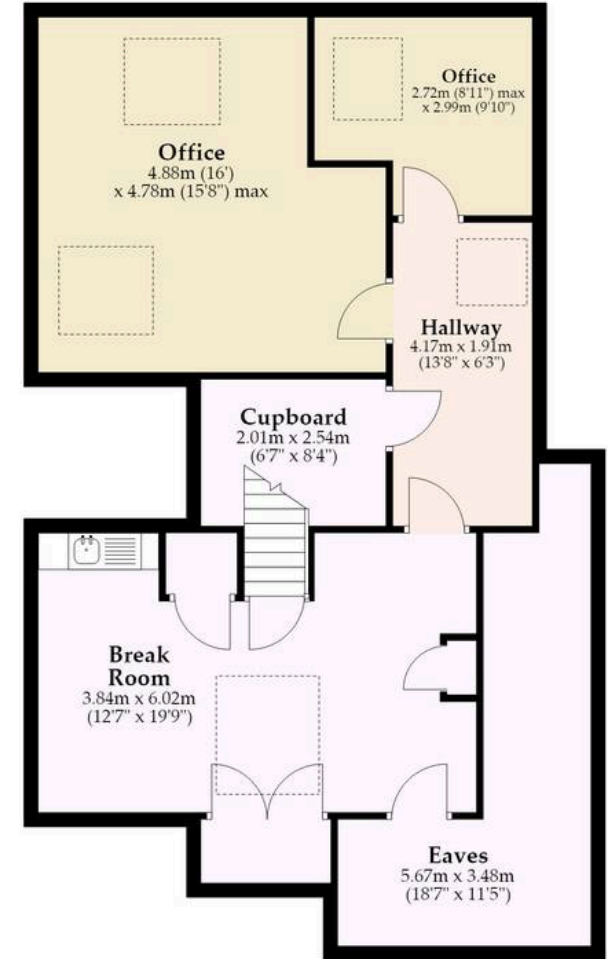 Office
4.88m (16')
x 4.78m (15'8") max
Office
2.72m (8'11") max
x 2.99m (9'10")
Hallway
4.17m x 1.91m
(13'8" x 6'3")
Cupboard
2.01m x 2.54m
(6'7" x 8'4")
Break
Room
3.84m x 6.02m
(12'7" x 19'9")
Eaves
5.67m x 3.48m
(18'7" x 11'5")